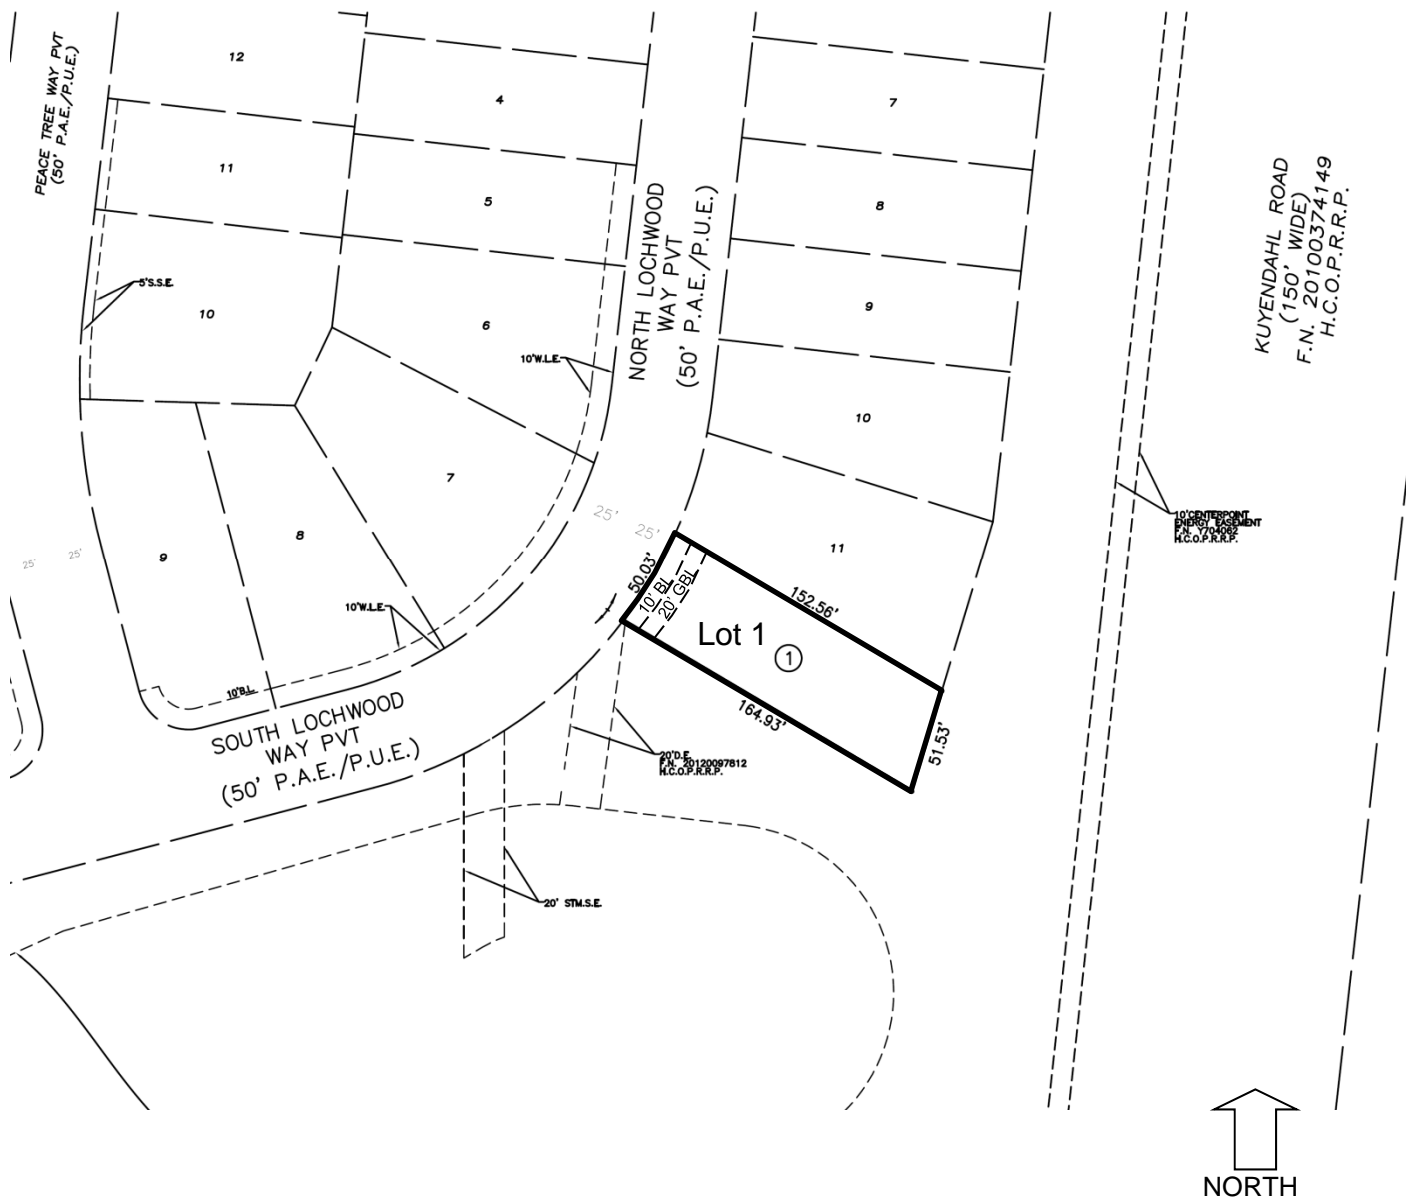 PEACE TREE WAY PVT
(50' P.A.E./P.U.E.)
12
11
10
5'S.S.E.
4
5
6
7
10'W.L.E.
NORTH LOCHWOOD
WAY PVT
(50' P.A.E./P.U.E.)
7
8
9
10
11
KUYENDAHL ROAD
(150' WIDE)
F.N. 20100374149
H.C.O.P.R.R.P.
10'CENTERPOINT
ENERGY EASEMENT
F.N. Y704062
H.C.O.P.R.R.P.
25' 25'
25' 25'
9
8
10'W.L.E.
10'B.L.
SOUTH LOCHWOOD
WAY PVT
(50' P.A.E./P.U.E.)
50.03'
10' BL
20' GBL
152.56'
Lot 1
1
164.93'
51.53'
20'D.E.
F.N. 20120097812
H.C.O.P.R.R.P.
20' STM.S.E.
NORTH